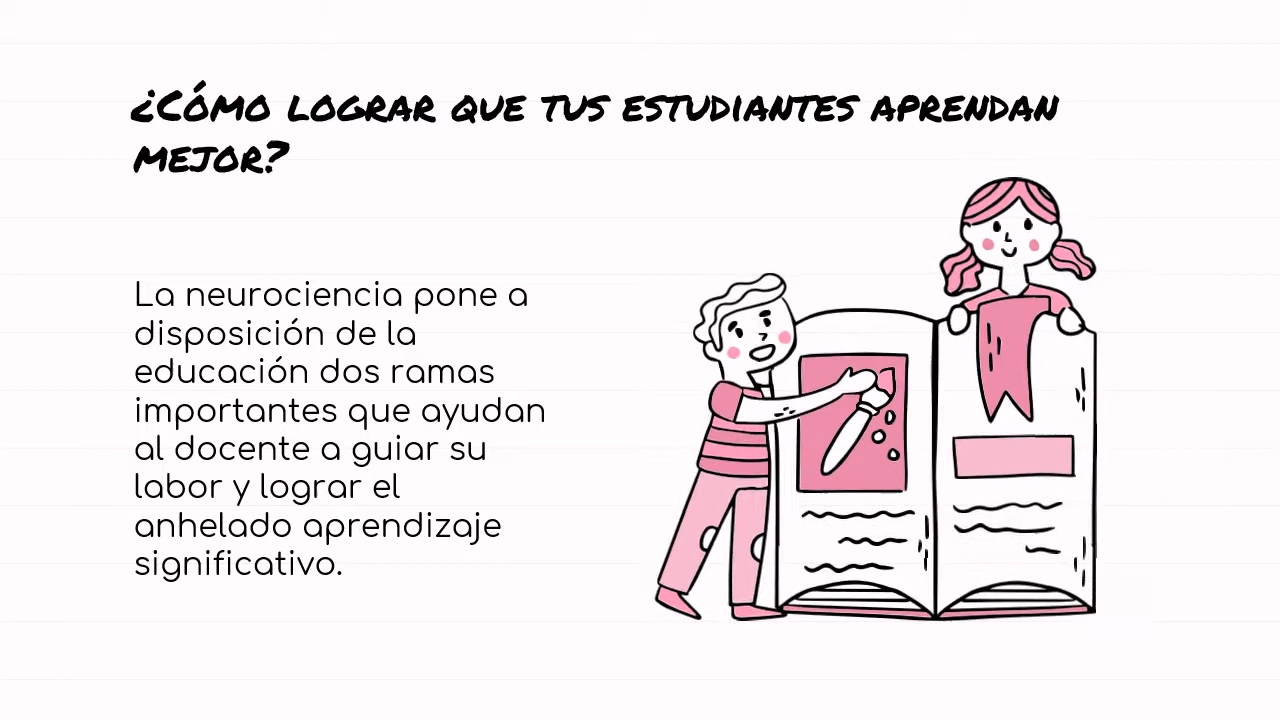 ¿Cómo lograr que tus estudiantes aprendan
mejor?
La neurociencia pone a
disposición de la
educación dos ramas
importantes que ayudan
al docente a guiar su
labor y lograr el
anhelado aprendizaje
significativo.